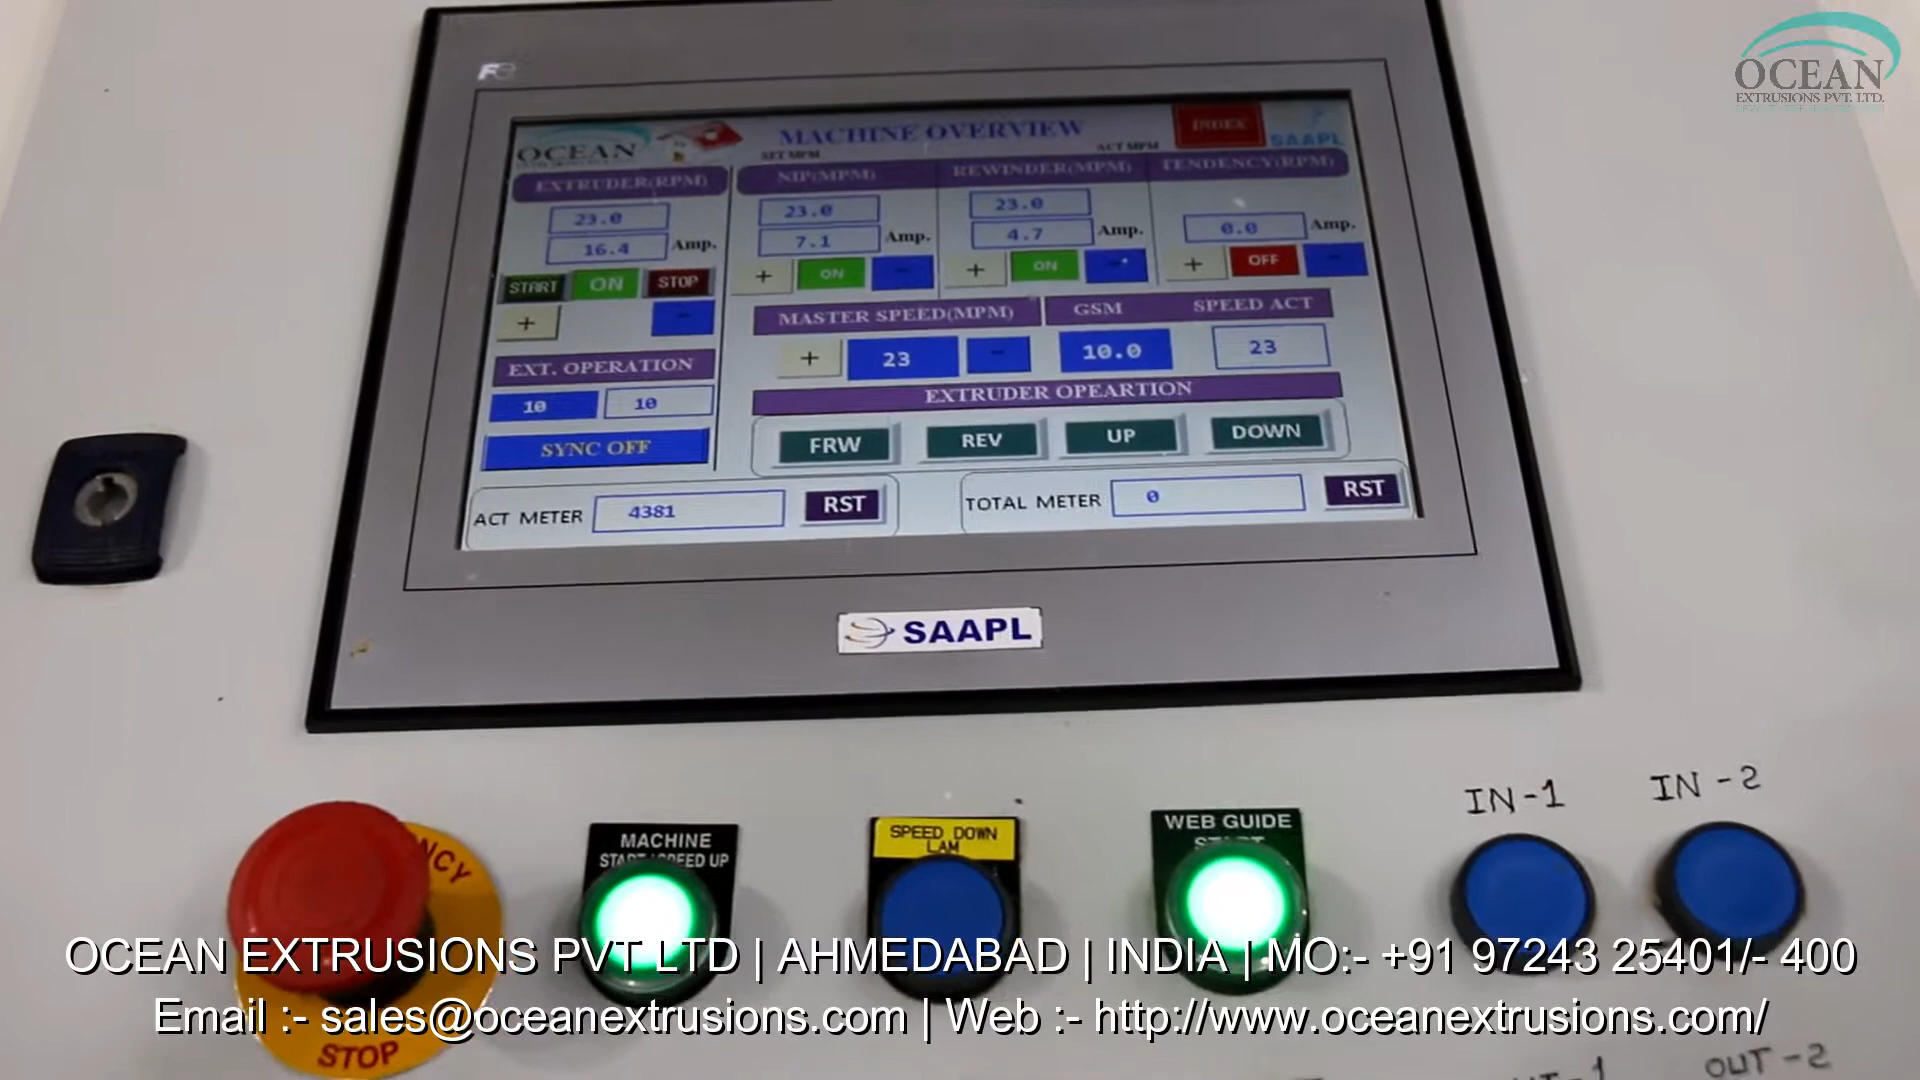 OCEAN
EXTRUSIONS PVT. LTD.
OCEAN
MACHINE OVERVIEW
INDEX
SAAPL
SET MPM
ACT MPM
EXTRUDER(RPM)
NIP(MPM)
REWINDER(MPM)
TENDENCY(RPM)
23.0
23.0
23.0
16.4 Amp.
7.1 Amp.
4.7 Amp.
0.0 Amp.
START ON STOP
+ ON -
+ ON -
+ OFF -
+ -
MASTER SPEED(MPM)
GSM
SPEED ACT
+ 23 -
10.0
23
EXT. OPERATION
10 10
SYNC OFF
EXTRUDER OPEARTION
FRW REV UP DOWN
ACT METER 4381 RST
TOTAL METER 0 RST
SAAPL
IN-1
IN-2
MACHINE
START/SPEED UP
SPEED DOWN
LAM
WEB GUIDE
START
STOP
OUT-2
OCEAN EXTRUSIONS PVT LTD | AHMEDABAD | INDIA | MO:- +91 97243 25401/- 400
Email :- sales@oceanextrusions.com | Web :- http://www.oceanextrusions.com/